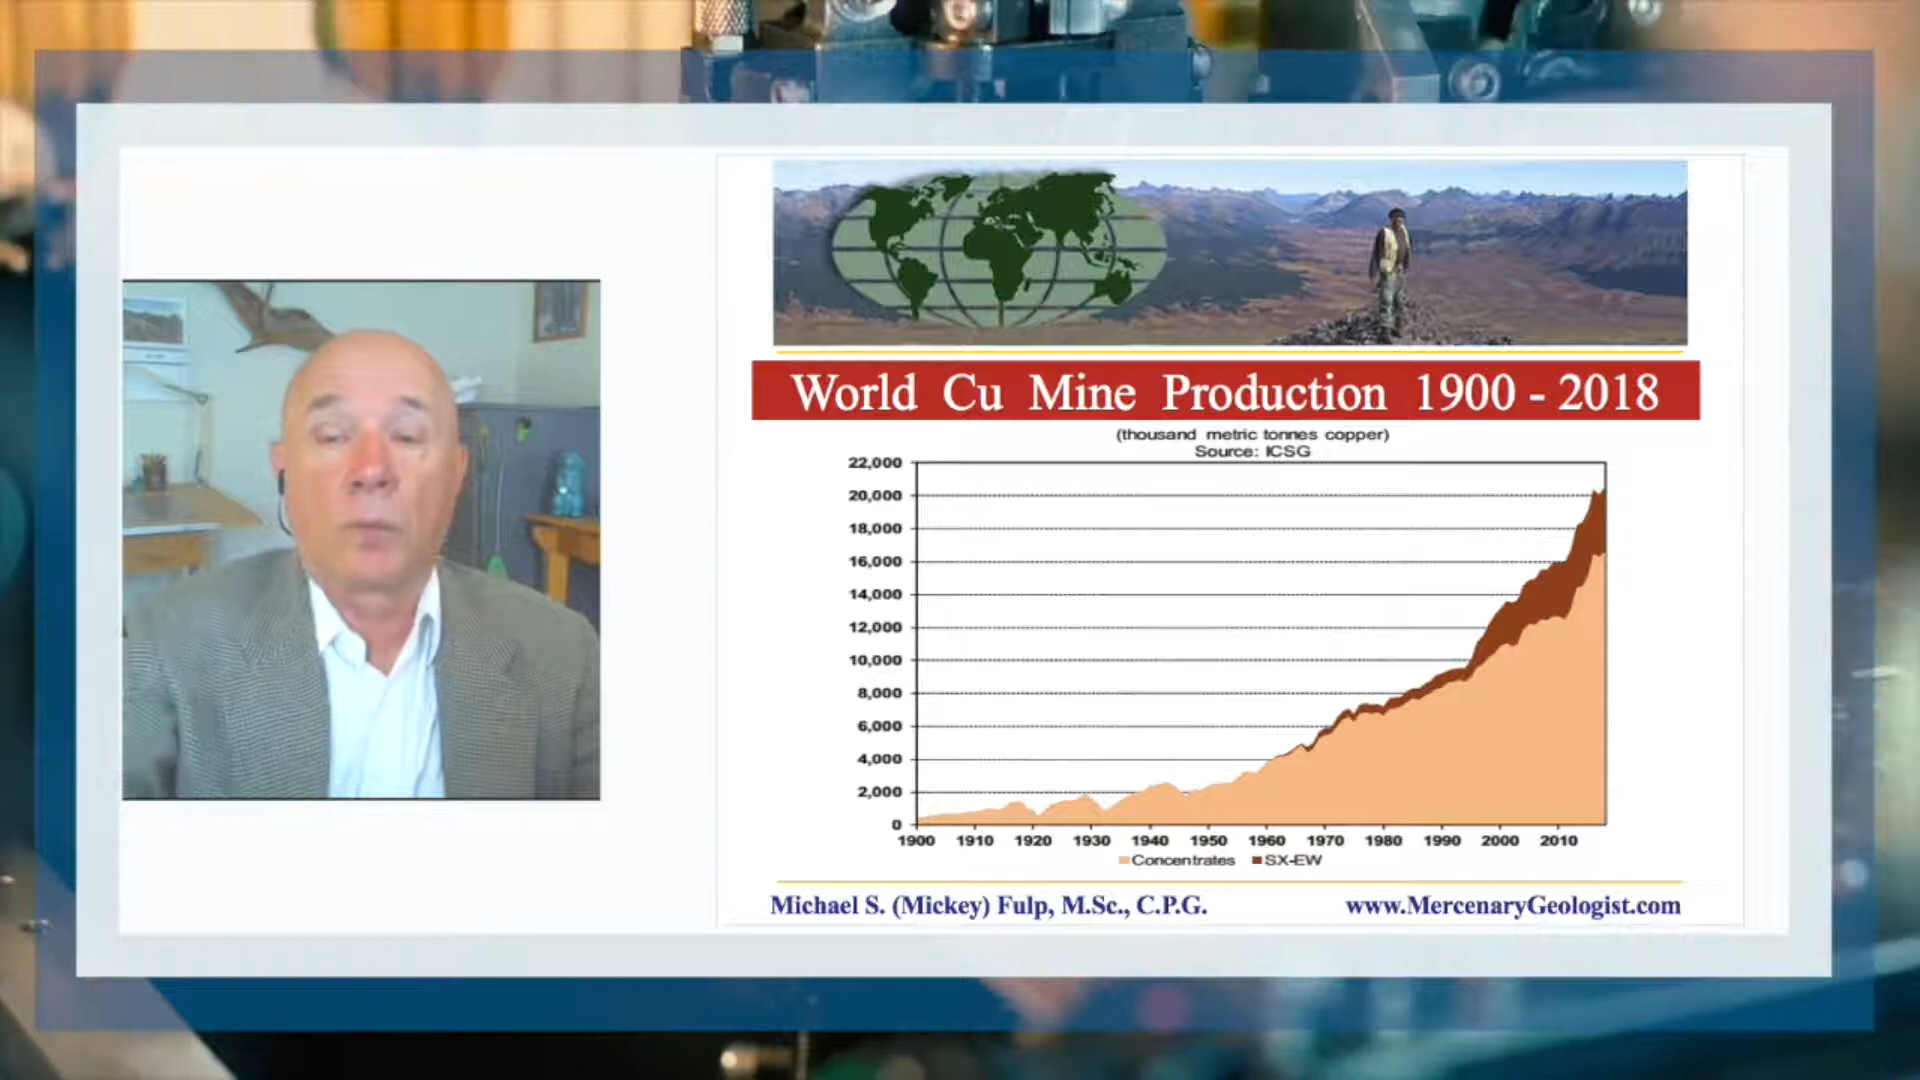 World Cu Mine Production 1900 - 2018
(thousand metric tonnes copper)
Source: ICSG
22,000
20,000
18,000
16,000
14,000
12,000
10,000
8,000
6,000
4,000
2,000
0
1900 1910 1920 1930 1940 1950 1960 1970 1980 1990 2000 2010
Concentrates SX-EW
Michael S. (Mickey) Fulp, M.Sc., C.P.G. www.MercenaryGeologist.com